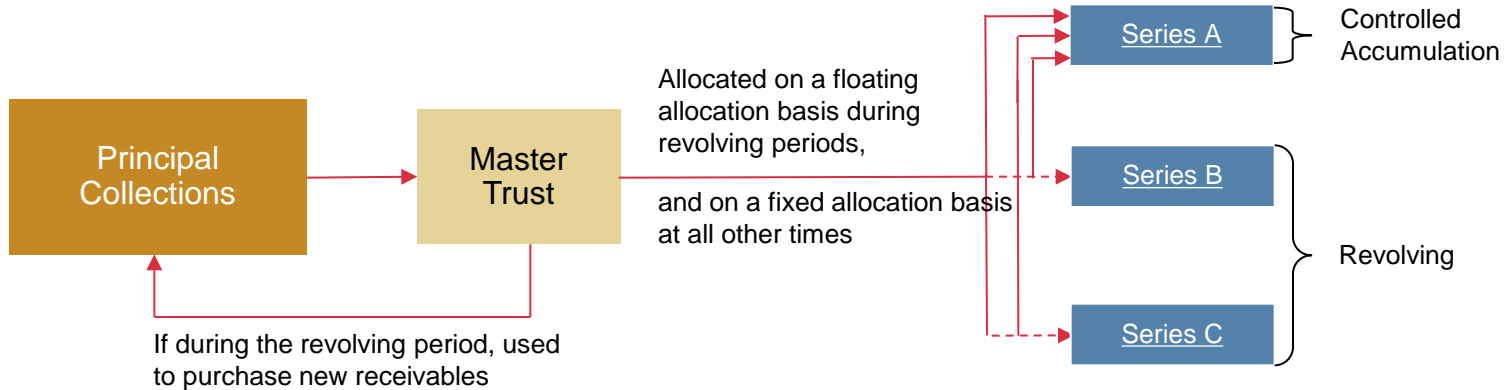 Principal
Collections
Master
Trust
If during the revolving period, used
to purchase new receivables
Allocated on a floating
allocation basis during
revolving periods,
and on a fixed allocation basis
at all other times
Series A
Controlled
Accumulation
Series B
Revolving
Series C